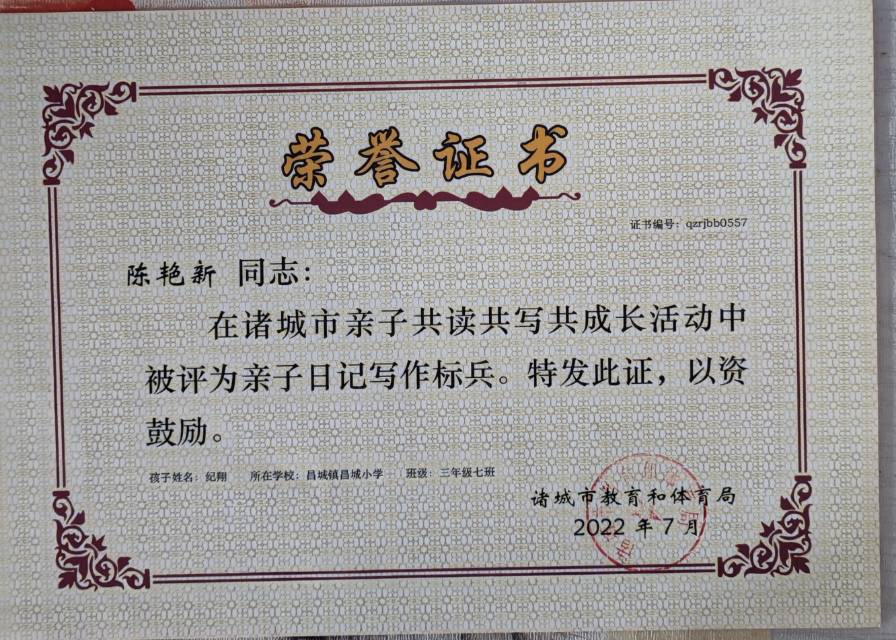 荣誉证书
证书编号：qzrjbb0557
陈艳新 同志：
在诸城市亲子共读共写共成长活动中
被评为亲子日记写作标兵。特发此证，以资
鼓励。
孩子姓名：纪翔 所在学校：昌城镇昌城小学 班级：三年级七班
诸城市教育和体育局
2022 年 7 月